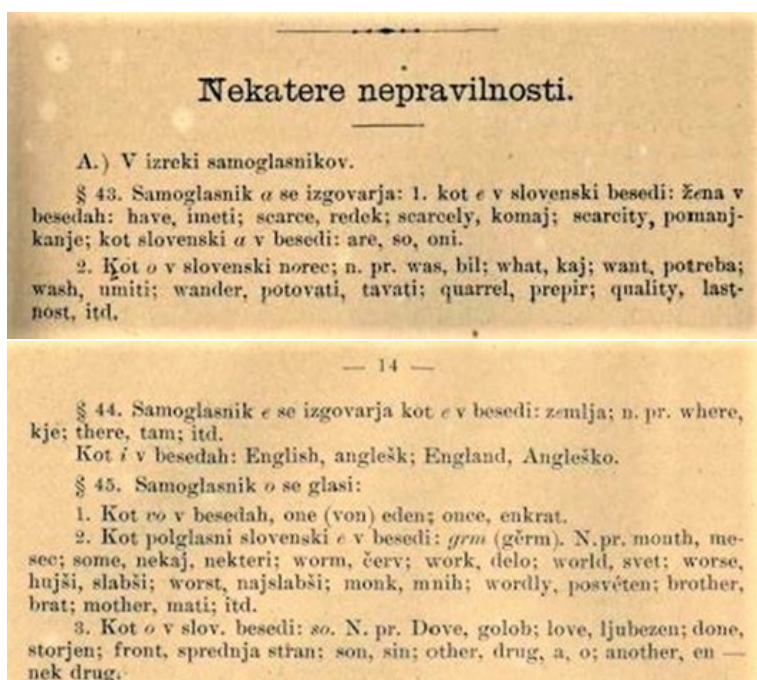 Nekatere nepravilnosti.
A.) V izreki samoglasnikov.
§ 43. Samoglasnik a se izgovarja: 1. kot e v slovenski besedi: žena v
besedah: have, imeti; scarce, redek; scarcely, komaj; scarcity, pomanj-
kanje; kot slovenski a v besedi: are, so, oni.
2. Kot o v slovenski norec; n. pr. was, bil; what, kaj; want, potreba;
wash, umiti; wander, potovati, tavati; quarrel, prepir; quality, last-
nost, itd.
— 14 —
§ 44. Samoglasnik e se izgovarja kot e v besedi: zemlja; n. pr. where,
kje; there, tam; itd.
Kot i v besedah: English, anglešk; England, Angleško.
§ 45. Samoglasnik o se glasi:
1. Kot vo v besedah, one (von) eden; once, enkrat.
2. Kot polglasni slovenski e v besedi: grm (gěrm). N.pr. month, me-
sec; some, nekaj, nekteri; worm, červ; work, delo; world, svet; worse,
hujši, slabši; worst, najslabši; monk, mnih; wordly, posvéten; brother,
brat; mother, mati; itd.
3. Kot o v slov. besedi: so. N. pr. Dove, golob; love, ljubezen; done,
storjen; front, sprednja stran; son, sin; other, drug, a, o; another, en —
nek drug.